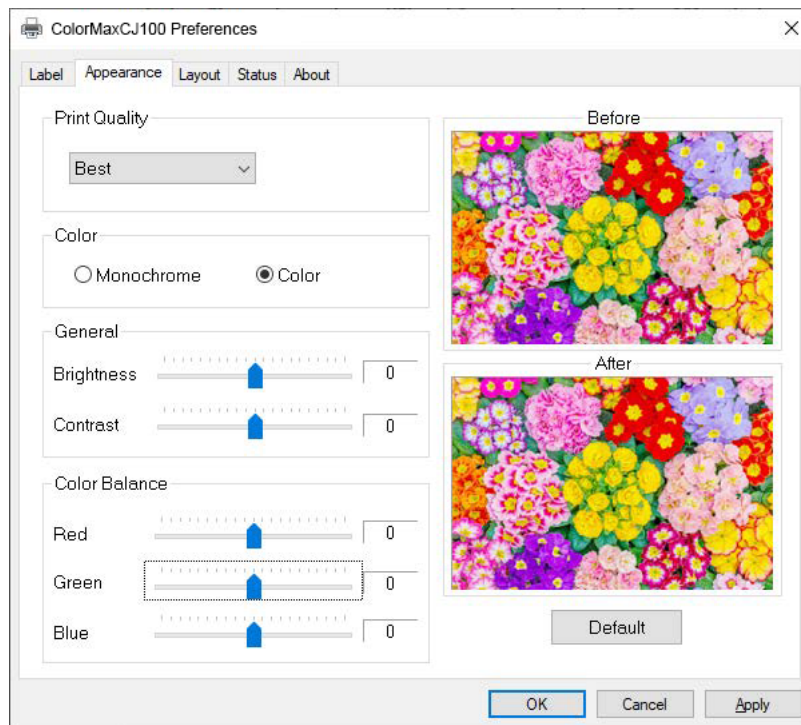 ColorMaxCJ100 Preferences
Label Appearance Layout Status About
Print Quality
Best
Color
Monochrome Color
General
Brightness 0
Contrast 0
Color Balance
Red 0
Green 0
Blue 0
Before
After
Default
OK Cancel Apply